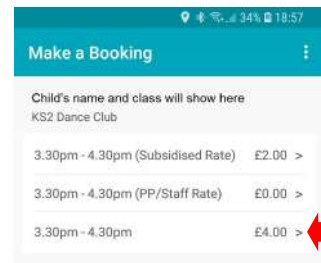 34% 18:57
Make a Booking
Child's name and class will show here
KS2 Dance Club
3.30pm - 4.30pm (Subsidised Rate) £2.00 >
3.30pm - 4.30pm (PP/Staff Rate) £0.00 >
3.30pm - 4.30pm £4.00 >